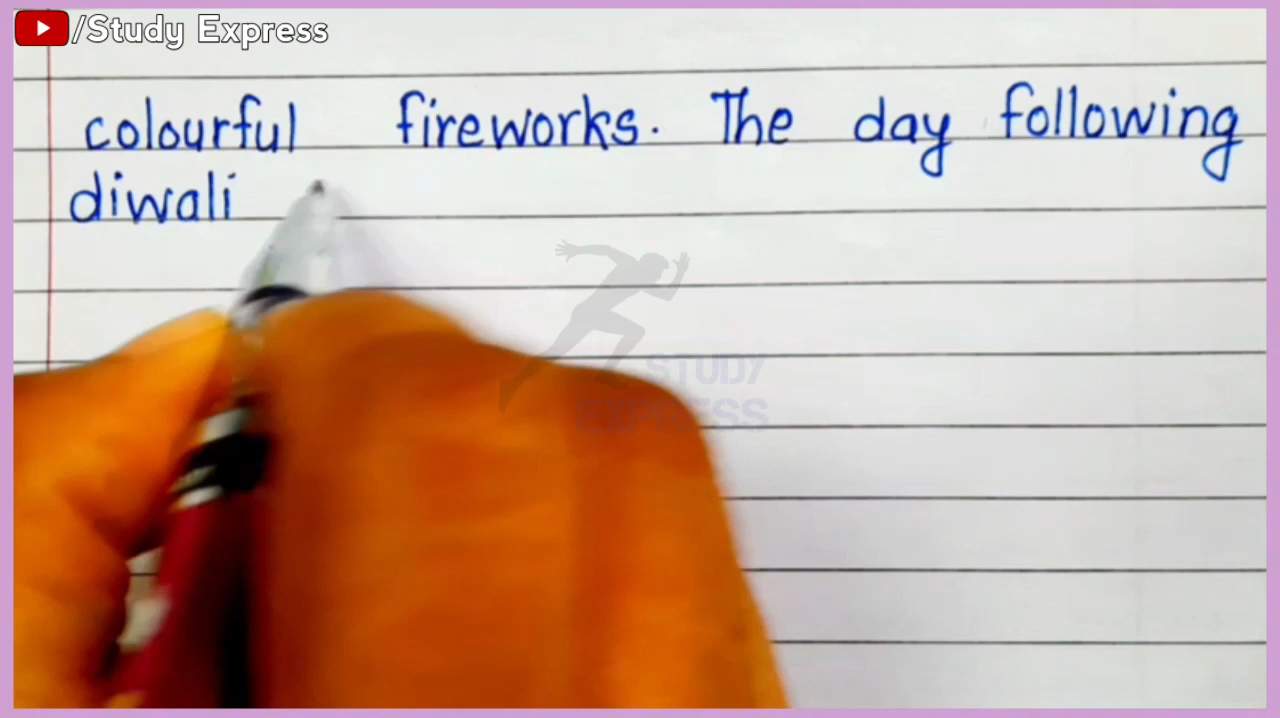 /Study Express
colourful fireworks. The day following
diwali
STUDY
EXPRESS